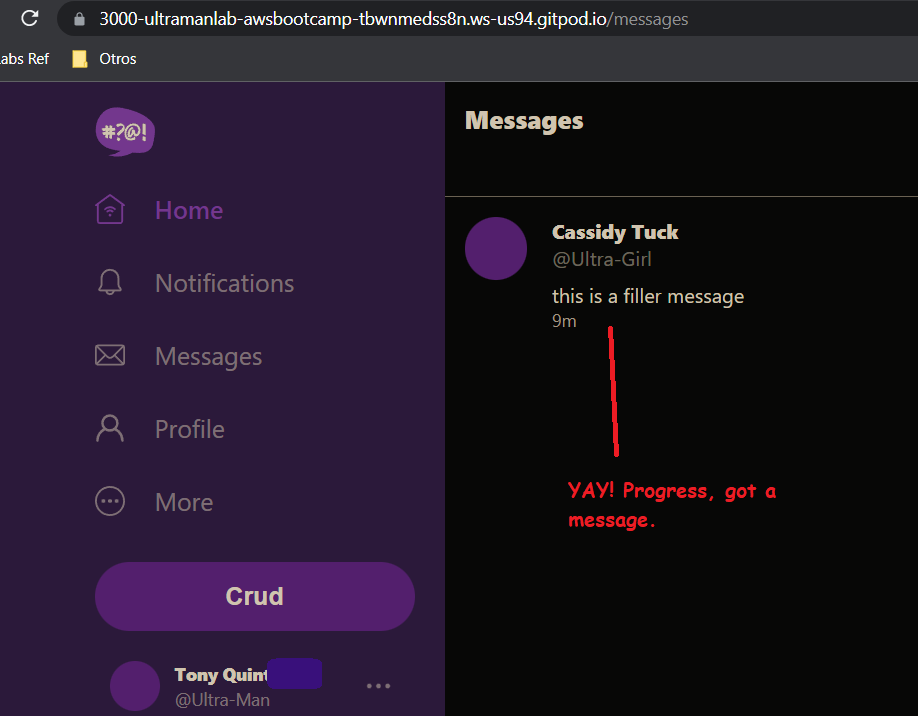 3000-ultramanlab-awsbootcamp-tbwnmedss8n.ws-us94.gitpod.io/messages
abs Ref
Otros
#?@!
Home
Notifications
Messages
Profile
More
Crud
Tony Quint
@Ultra-Man
Messages
Cassidy Tuck
@Ultra-Girl
this is a filler message
9m
YAY! Progress, got a
message.